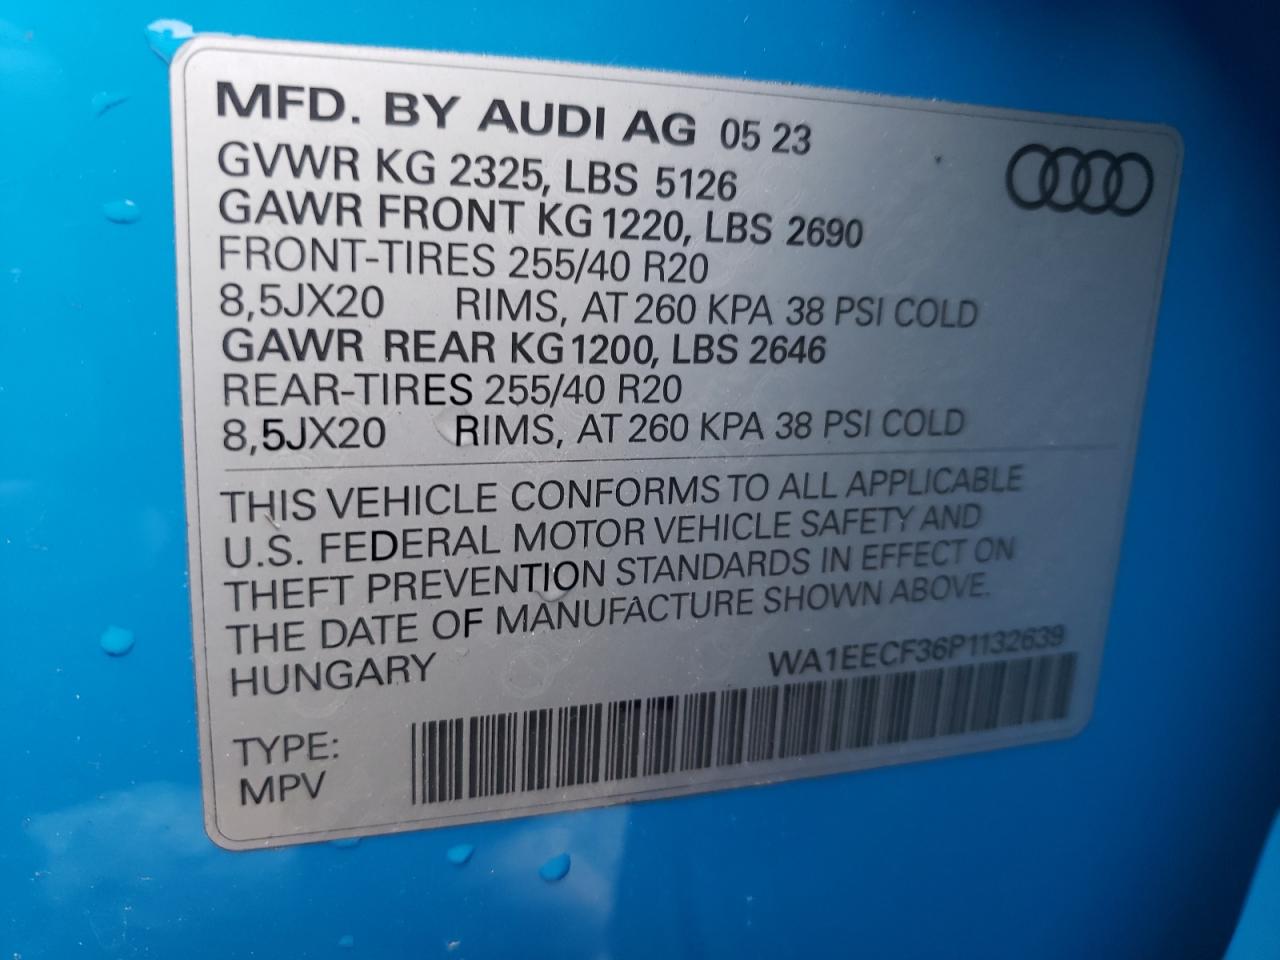 MFD. BY AUDI AG 05 23
GVWR KG 2325, LBS 5126
GAWR FRONT KG 1220, LBS 2690
FRONT-TIRES 255/40 R20
8,5JX20 RIMS, AT 260 KPA 38 PSI COLD
GAWR REAR KG 1200, LBS 2646
REAR-TIRES 255/40 R20
8,5JX20 RIMS, AT 260 KPA 38 PSI COLD
THIS VEHICLE CONFORMS TO ALL APPLICABLE
U.S. FEDERAL MOTOR VEHICLE SAFETY AND
THEFT PREVENTION STANDARDS IN EFFECT ON
THE DATE OF MANUFACTURE SHOWN ABOVE.
HUNGARY WA1EECF36P1132639
TYPE:
MPV